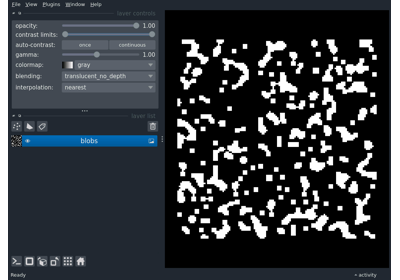 File View Plugins Window Help
layer controls
opacity: 1.00
contrast limits:
auto-contrast: once continuous
gamma: 1.00
colormap: gray
blending: translucent_no_depth
interpolation: nearest
layer list
blobs
Ready activity